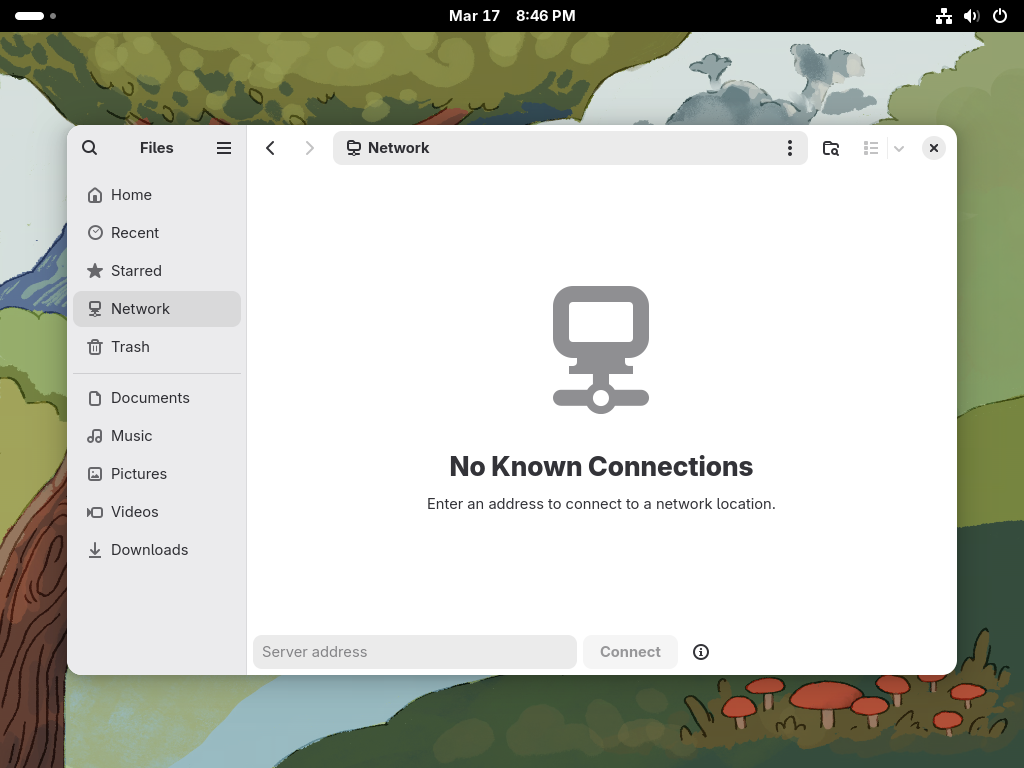 Mar 17 8:46 PM
Files
Network
Home
Recent
Starred
Network
Trash
Documents
Music
Pictures
Videos
Downloads
No Known Connections
Enter an address to connect to a network location.
Server address
Connect